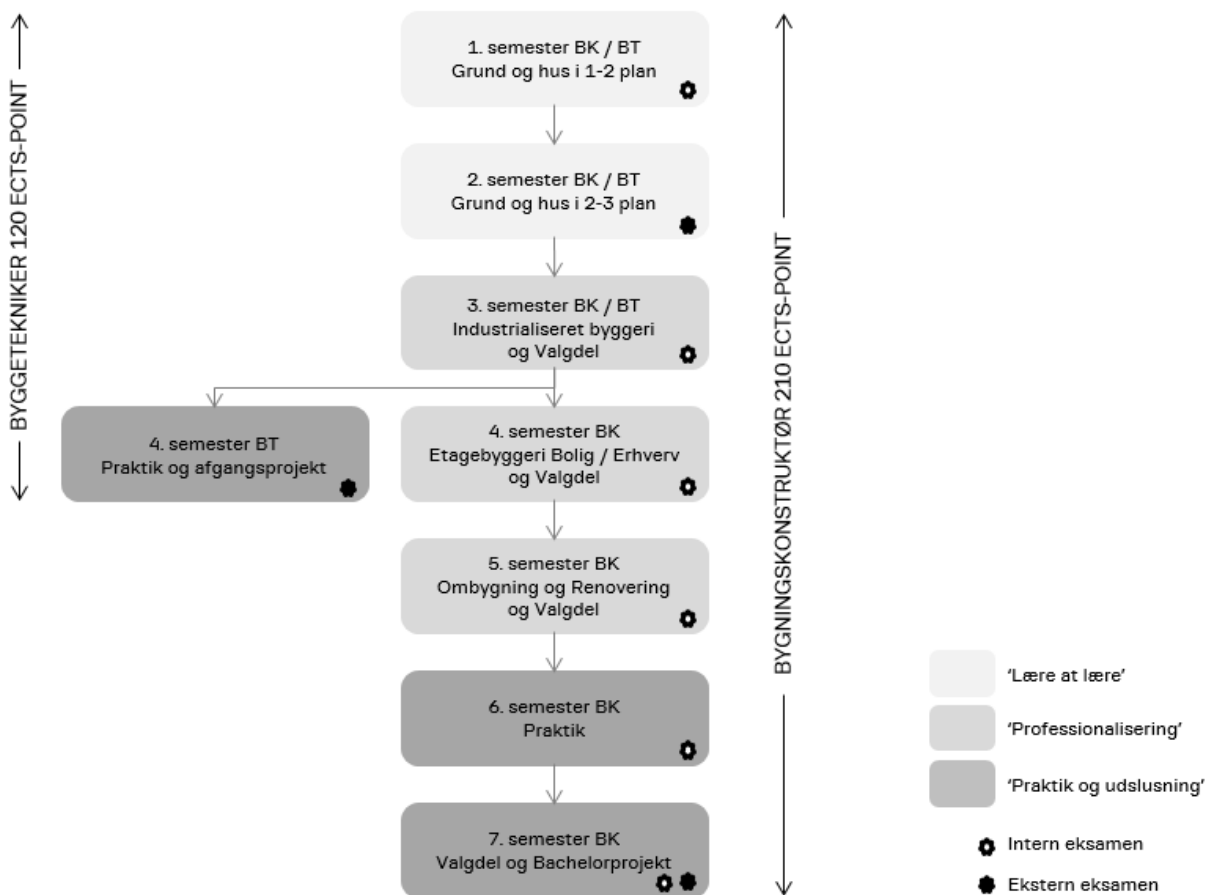 BYGGETEKNIKER 120 ECTS-POINT
1. semester BK / BT
Grund og hus i 1-2 plan
2. semester BK / BT
Grund og hus i 2-3 plan
3. semester BK / BT
Industrialiseret byggeri
og Valgdel
4. semester BT
Praktik og afgangsprojekt
4. semester BK
Etagebyggeri Bolig / Erhverv
og Valgdel
5. semester BK
Ombygning og Renovering
og Valgdel
6. semester BK
Praktik
7. semester BK
Valgdel og Bachelorprojekt
BYGNINGSKONSTRUKTØR 210 ECTS-POINT
'Lære at lære'
'Professionalisering'
'Praktik og udslusning'
Intern eksamen
Ekstern eksamen